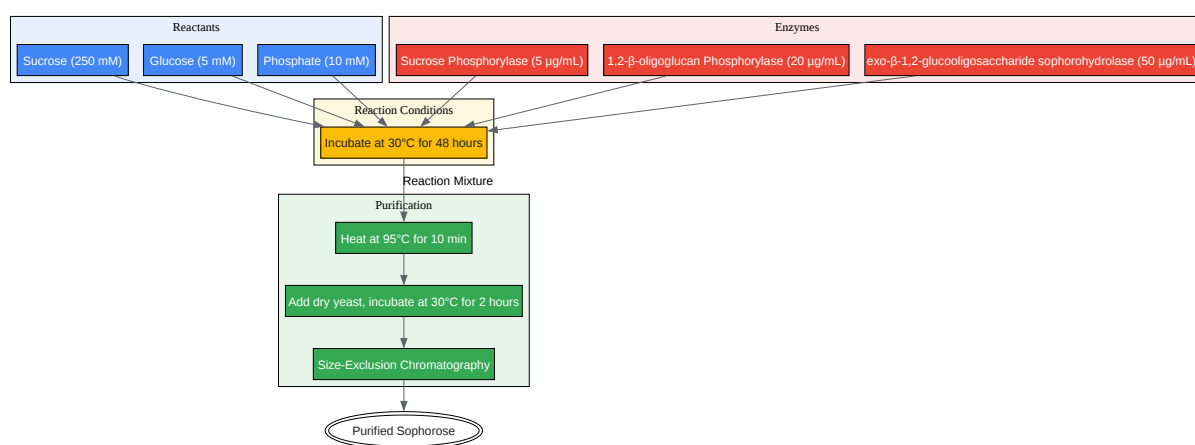 Reactants
Enzymes
Sucrose (250 mM)
Glucose (5 mM)
Phosphate (10 mM)
Sucrose Phosphorylase (5 µg/mL)
1,2-β-oligoglucan Phosphorylase (20 µg/mL)
exo-β-1,2-glucooligosaccharide sophorohydrolase (50 µg/mL)
Reaction Conditions
Incubate at 30°C for 48 hours
Reaction Mixture
Purification
Heat at 95°C for 10 min
Add dry yeast, incubate at 30°C for 2 hours
Size-Exclusion Chromatography
Purified Sophorose